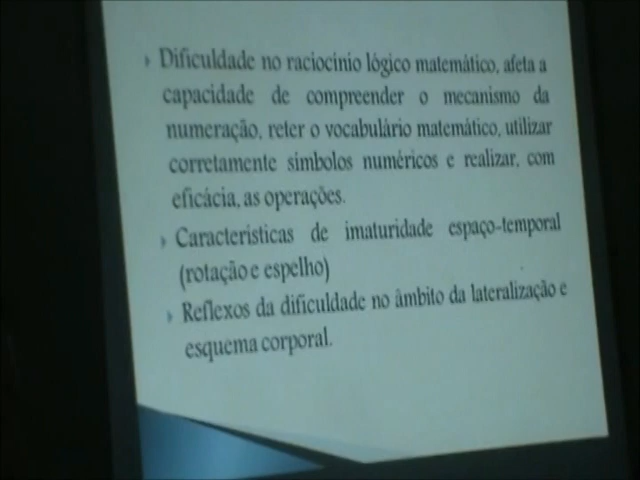 Dificuldade no raciocínio lógico matemático, afeta a
capacidade de compreender o mecanismo da
numeração, reter o vocabulário matemático, utilizar
corretamente símbolos numéricos e realizar, com
eficácia, as operações.
Características de imaturidade espaço-temporal
(rotação e espelho)
Reflexos da dificuldade no âmbito da lateralização e
esquema corporal.